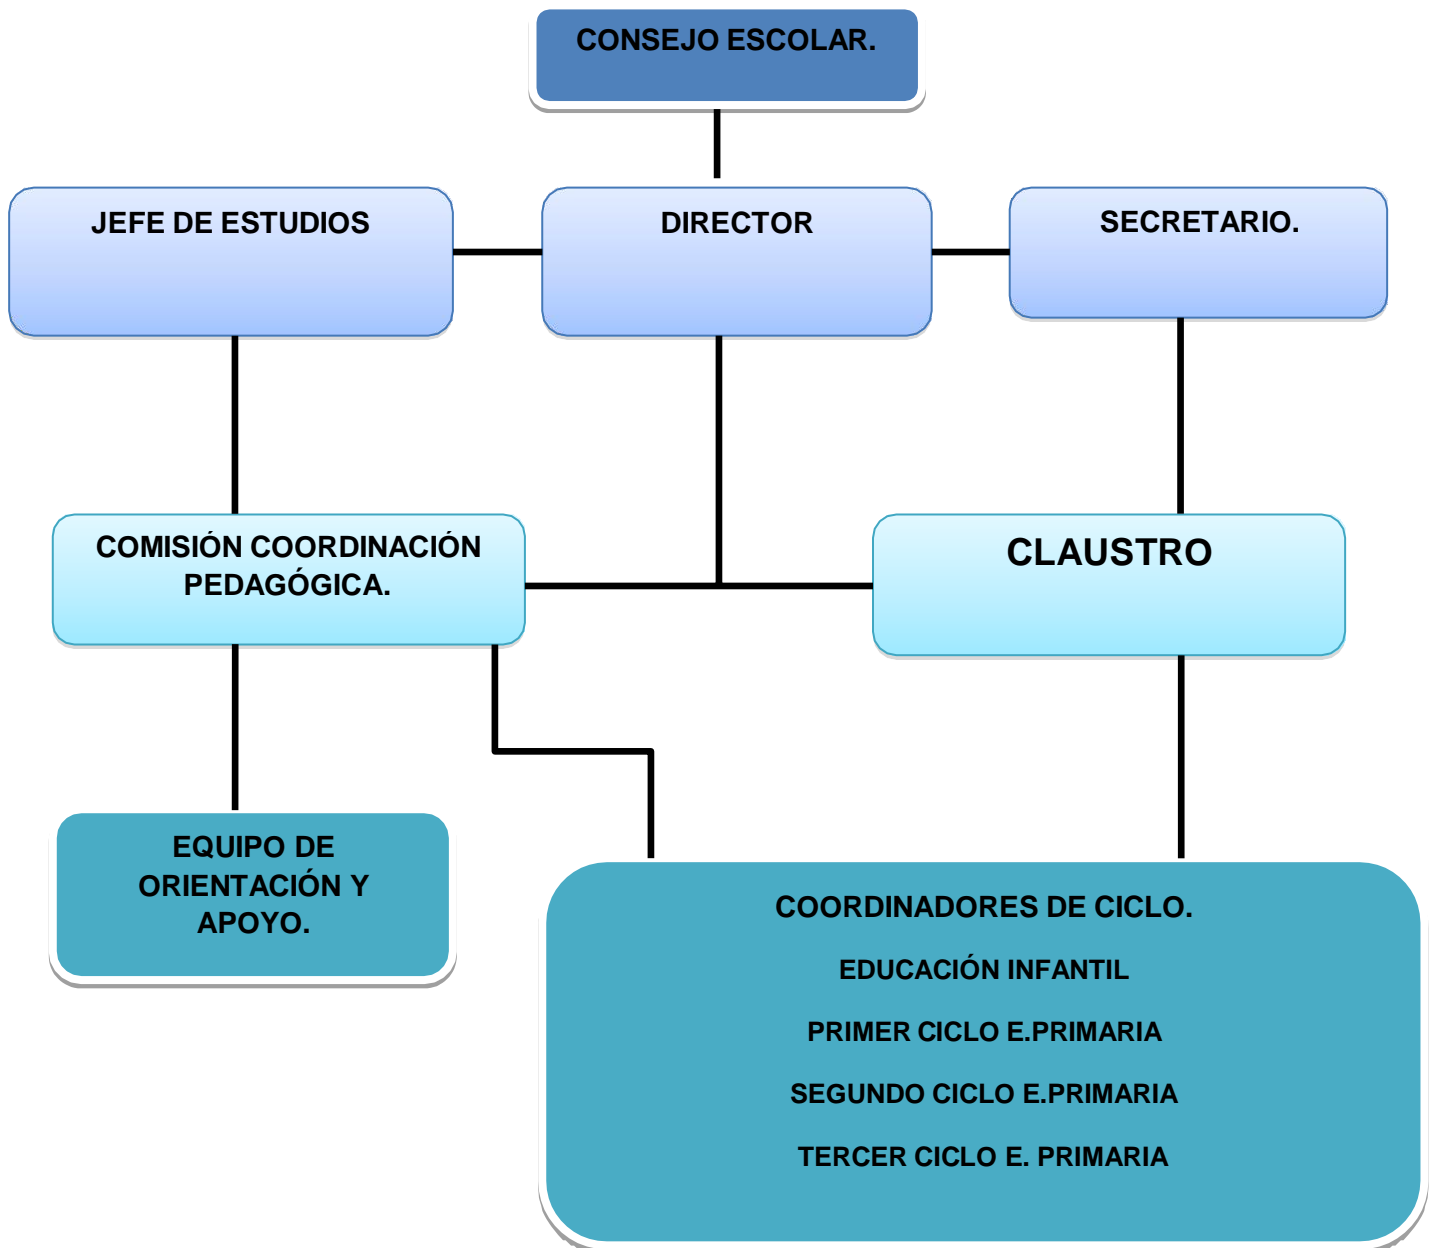 CONSEJO ESCOLAR.
JEFE DE ESTUDIOS
DIRECTOR
SECRETARIO.
COMISIÓN COORDINACIÓN
PEDAGÓGICA.
CLAUSTRO
EQUIPO DE
ORIENTACIÓN Y
APOYO.
COORDINADORES DE CICLO.
EDUCACIÓN INFANTIL
PRIMER CICLO E.PRIMARIA
SEGUNDO CICLO E.PRIMARIA
TERCER CICLO E. PRIMARIA